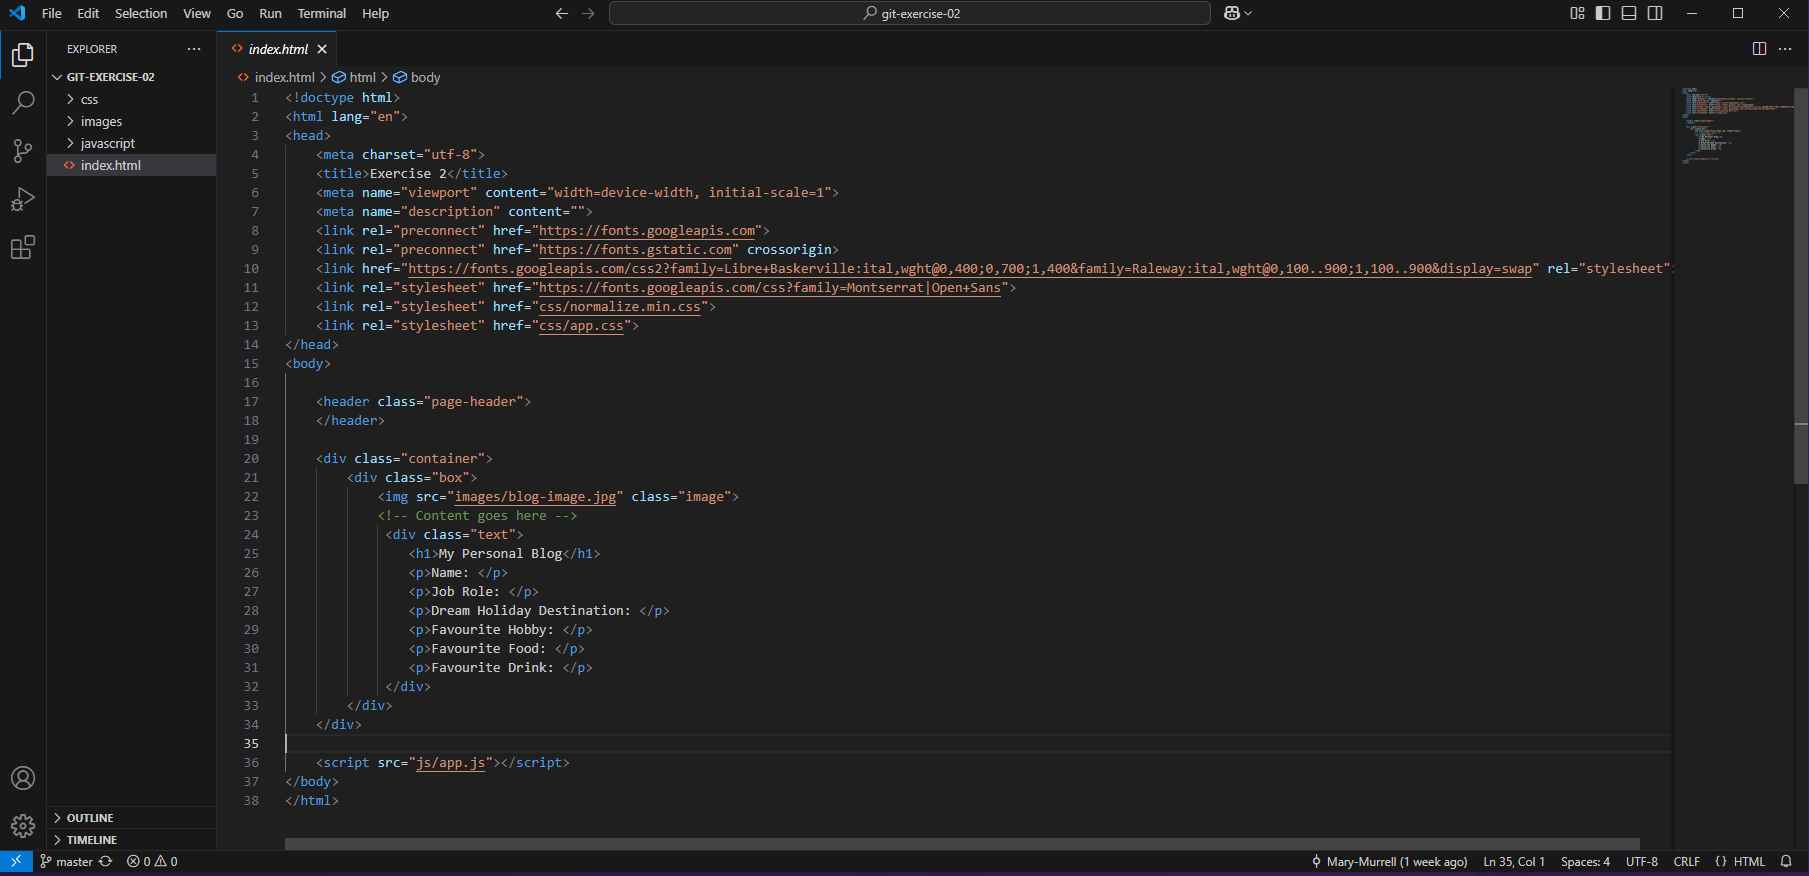 File Edit Selection View Go Run Terminal Help
git-exercise-02
EXPLORER
GIT-EXERCISE-02
css
images
javascript
index.html
OUTLINE
TIMELINE
index.html
index.html > html > body
1 <!doctype html>
2 <html lang="en">
3 <head>
4 <meta charset="utf-8">
5 <title>Exercise 2</title>
6 <meta name="viewport" content="width=device-width, initial-scale=1">
7 <meta name="description" content="">
8 <link rel="preconnect" href="https://fonts.googleapis.com">
9 <link rel="preconnect" href="https://fonts.gstatic.com" crossorigin>
10 <link href="https://fonts.googleapis.com/css2?family=Libre+Baskerville:ital,wght@0,400;0,700;1,400&family=Raleway:ital,wght@0,100..900;1,100..900&display=swap" rel="stylesheet">
11 <link rel="stylesheet" href="https://fonts.googleapis.com/css?family=Montserrat|Open+Sans">
12 <link rel="stylesheet" href="css/normalize.min.css">
13 <link rel="stylesheet" href="css/app.css">
14 </head>
15 <body>
16
17 <header class="page-header">
18 </header>
19
20 <div class="container">
21 <div class="box">
22 <img src="images/blog-image.jpg" class="image">
23 <!-- Content goes here -->
24 <div class="text">
25 <h1>My Personal Blog</h1>
26 <p>Name: </p>
27 <p>Job Role: </p>
28 <p>Dream Holiday Destination: </p>
29 <p>Favourite Hobby: </p>
30 <p>Favourite Food: </p>
31 <p>Favourite Drink: </p>
32 </div>
33 </div>
34 </div>
35
36 <script src="js/app.js"></script>
37 </body>
38 </html>
master 0 0 Mary-Murrell (1 week ago) Ln 35, Col 1 Spaces: 4 UTF-8 CRLF {} HTML